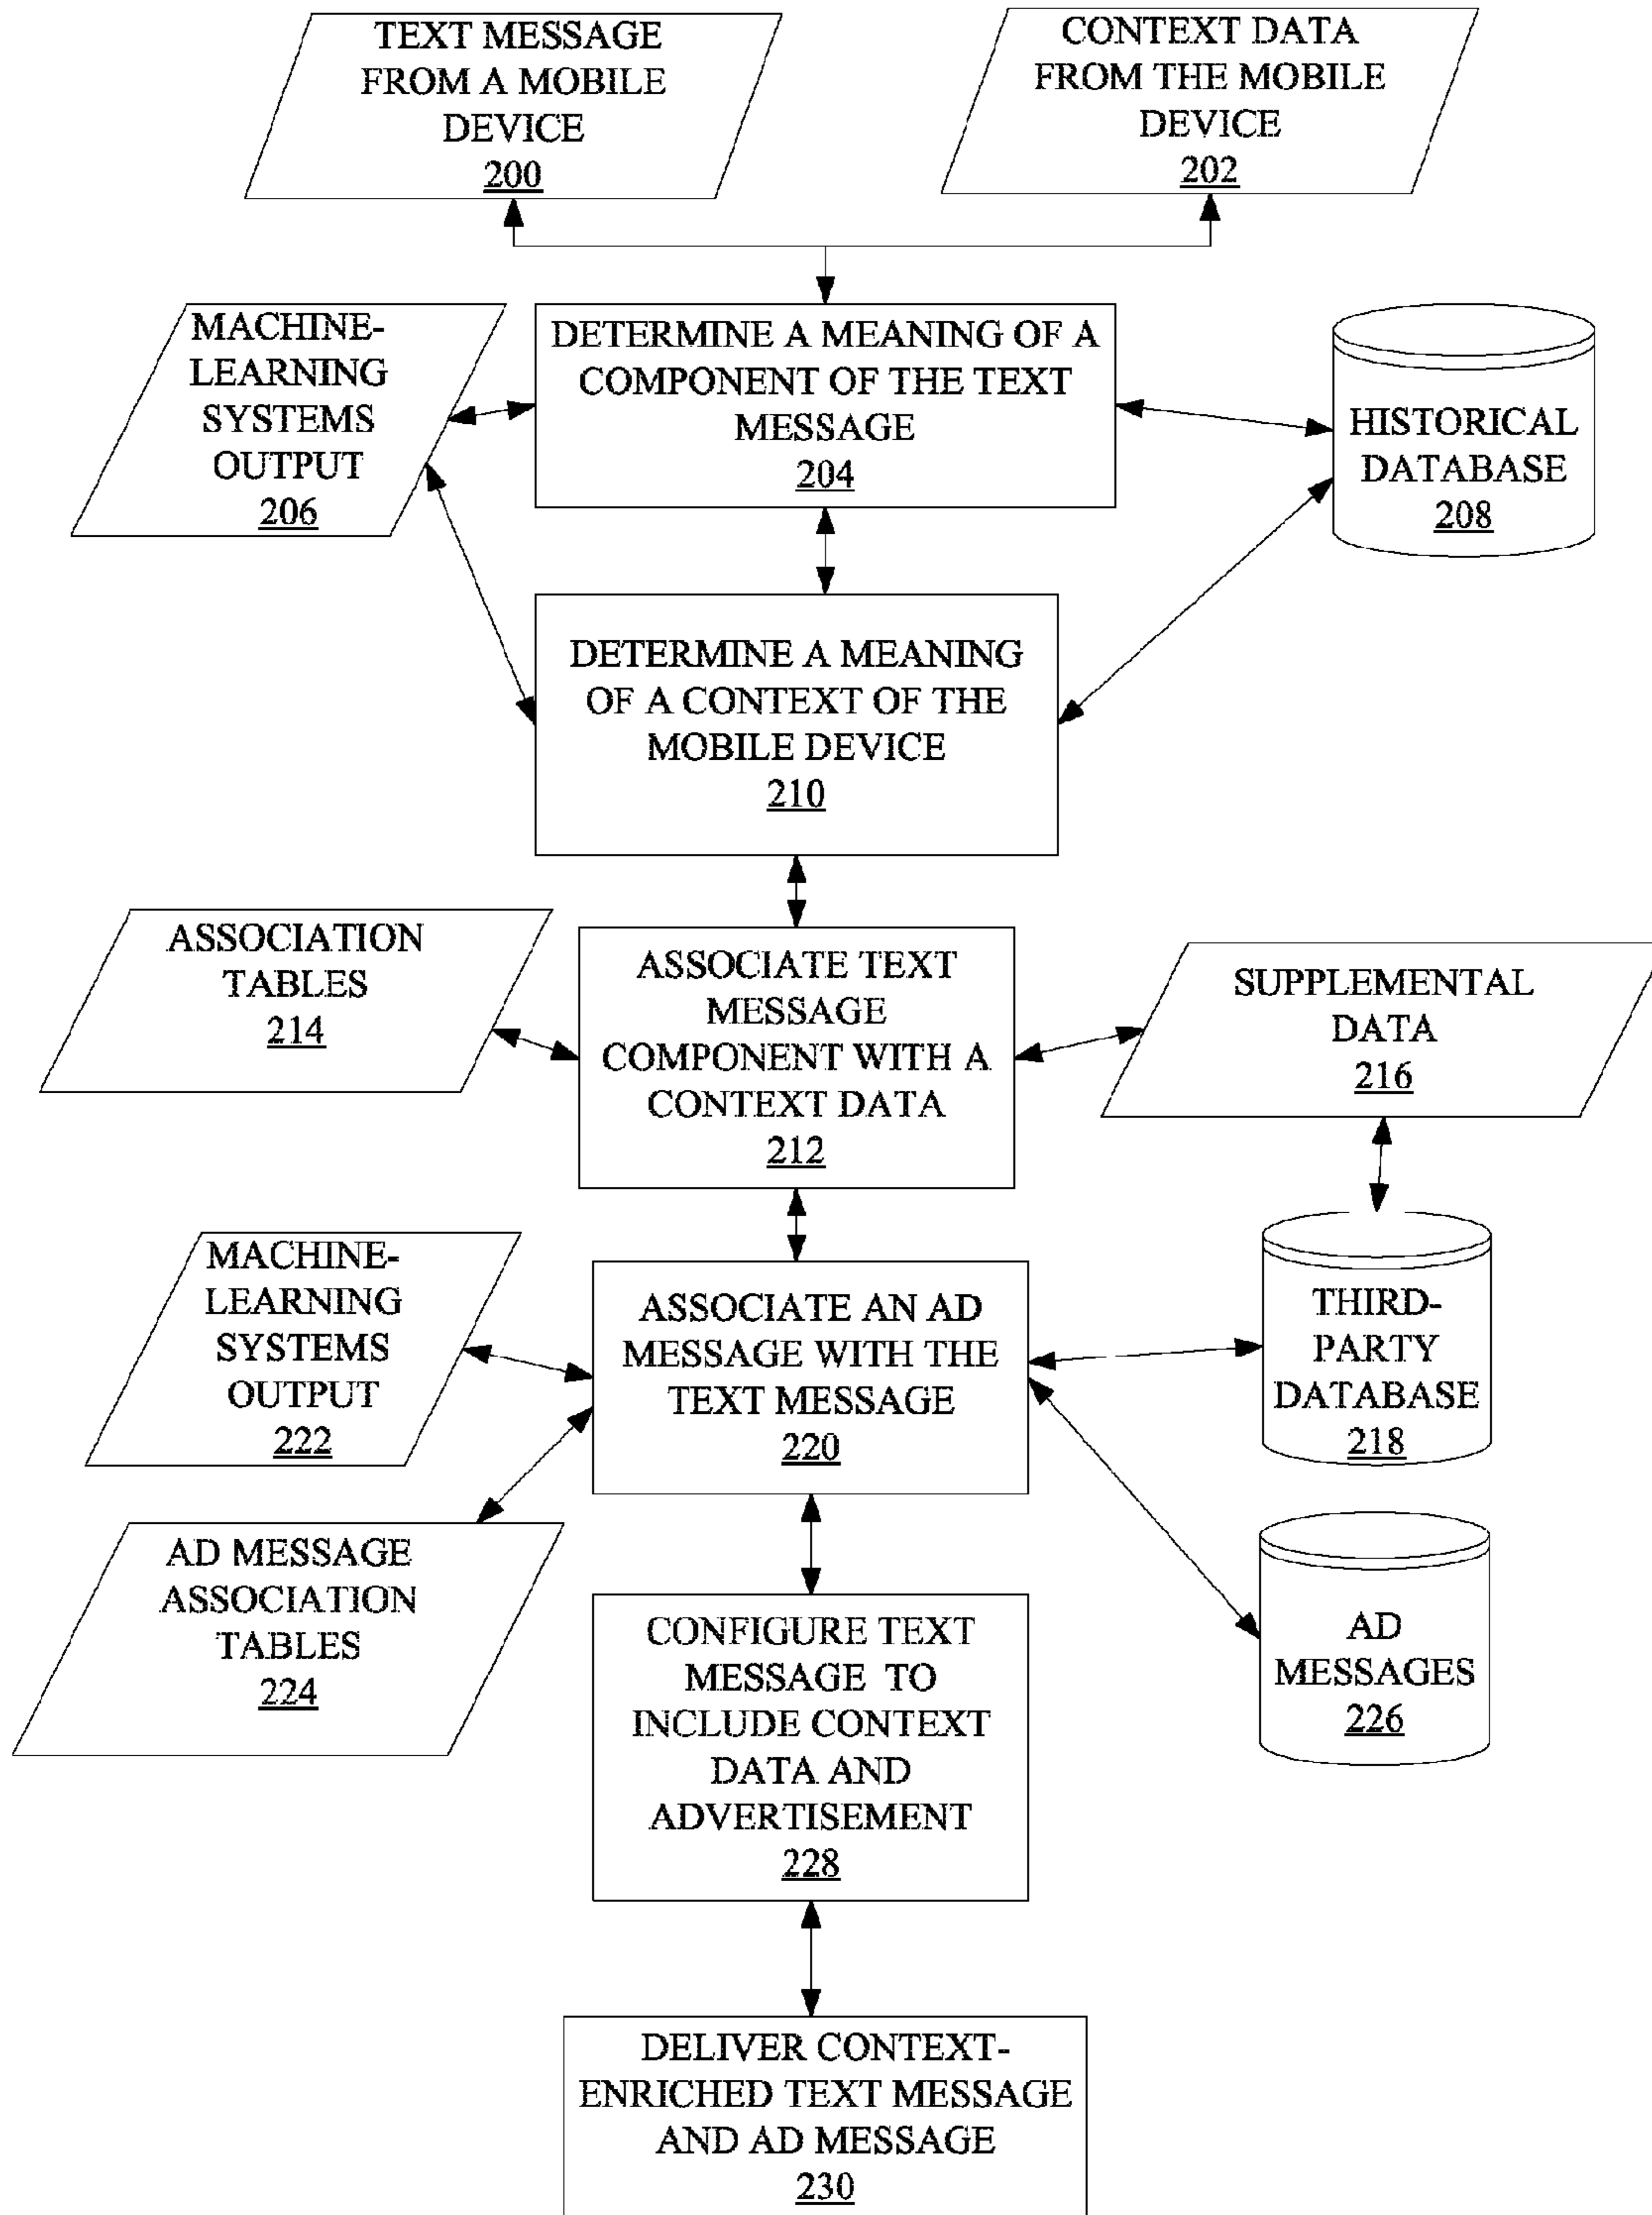 TEXT MESSAGE
FROM A MOBILE
DEVICE
200
CONTEXT DATA
FROM THE MOBILE
DEVICE
202
MACHINE-
LEARNING
SYSTEMS
OUTPUT
206
DETERMINE A MEANING OF A
COMPONENT OF THE TEXT
MESSAGE
204
HISTORICAL
DATABASE
208
DETERMINE A MEANING
OF A CONTEXT OF THE
MOBILE DEVICE
210
ASSOCIATION
TABLES
214
ASSOCIATE TEXT
MESSAGE
COMPONENT WITH A
CONTEXT DATA
212
SUPPLEMENTAL
DATA
216
MACHINE-
LEARNING
SYSTEMS
OUTPUT
222
ASSOCIATE AN AD
MESSAGE WITH THE
TEXT MESSAGE
220
THIRD-
PARTY
DATABASE
218
AD MESSAGE
ASSOCIATION
TABLES
224
CONFIGURE TEXT
MESSAGE TO
INCLUDE CONTEXT
DATA AND
ADVERTISEMENT
228
AD
MESSAGES
226
DELIVER CONTEXT-
ENRICHED TEXT MESSAGE
AND AD MESSAGE
230